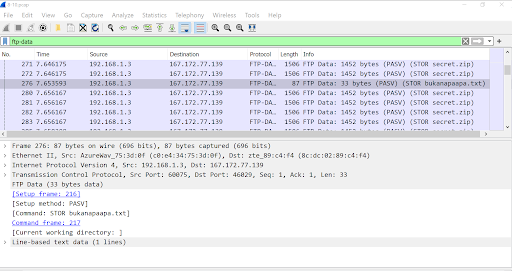 File Edit View Go Capture Analyze Statistics Telephony Wireless Tools Help
ftp-data
No. Time Source Destination Protocol Length Info
271 7.646175 192.168.1.3 167.172.77.139 FTP-DA… 1506 FTP Data: 1452 bytes (PASV) (STOR secret.zip)
272 7.646175 192.168.1.3 167.172.77.139 FTP-DA… 1506 FTP Data: 1452 bytes (PASV) (STOR secret.zip)
276 7.653593 192.168.1.3 167.172.77.139 FTP-DA… 87 FTP Data: 33 bytes (PASV) (STOR bukanapaapa.txt)
280 7.656167 192.168.1.3 167.172.77.139 FTP-DA… 1506 FTP Data: 1452 bytes (PASV) (STOR secret.zip)
281 7.656167 192.168.1.3 167.172.77.139 FTP-DA… 1506 FTP Data: 1452 bytes (PASV) (STOR secret.zip)
282 7.656167 192.168.1.3 167.172.77.139 FTP-DA… 1506 FTP Data: 1452 bytes (PASV) (STOR secret.zip)
283 7.656167 192.168.1.3 167.172.77.139 FTP-DA… 1506 FTP Data: 1452 bytes (PASV) (STOR secret.zip)
Frame 276: 87 bytes on wire (696 bits), 87 bytes captured (696 bits)
Ethernet II, Src: AzureWav_75:3d:0f (c0:e4:34:75:3d:0f), Dst: zte_89:c4:f4 (8c:dc:02:89:c4:f4)
Internet Protocol Version 4, Src: 192.168.1.3, Dst: 167.172.77.139
Transmission Control Protocol, Src Port: 60075, Dst Port: 46029, Seq: 1, Ack: 1, Len: 33
FTP Data (33 bytes data)
[Setup frame: 216]
[Setup method: PASV]
[Command: STOR bukanapaapa.txt]
Command frame: 217
[Current working directory: ]
Line-based text data (1 lines)